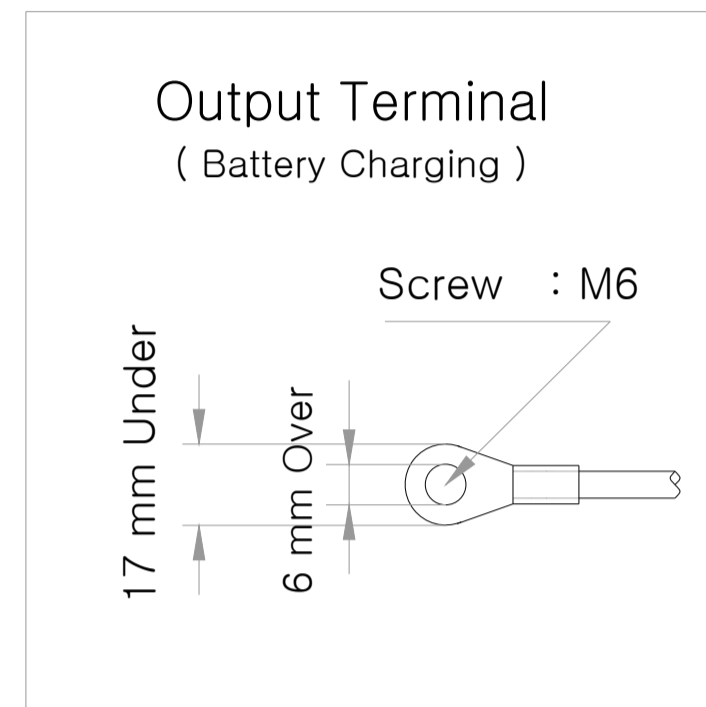 Output Terminal
( Battery Charging )
Screw : M6
17 mm Under
6 mm Over